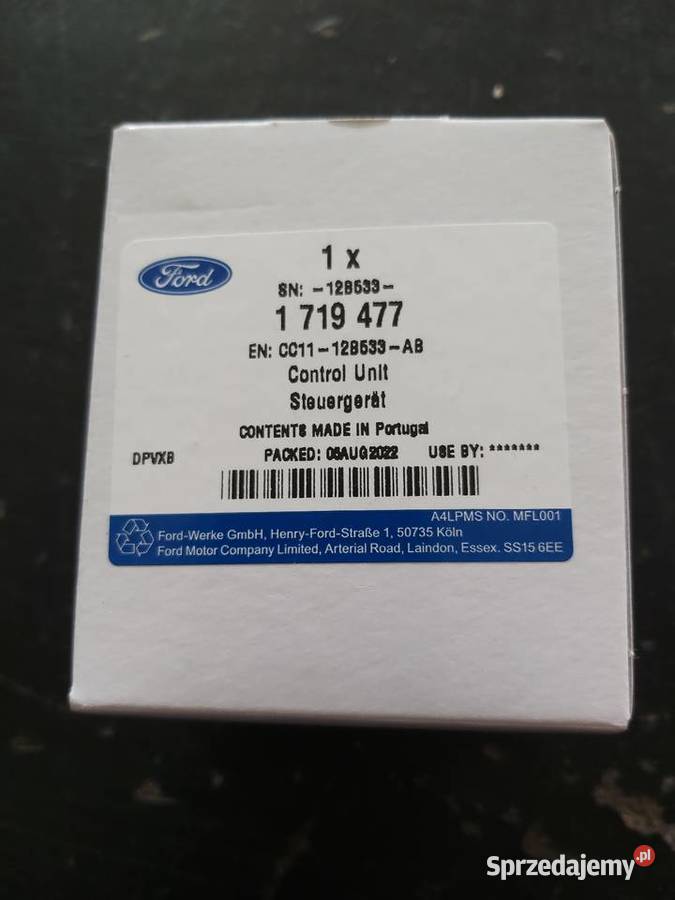 Ford
1 x
SN: -12B533-
1 719 477
EN: CC11-12B533-AB
Control Unit
Steuergerät
CONTENTS MADE IN Portugal
DPVXB
PACKED: 05AUG2022 USE BY: *******
A4LPMS NO. MFL001
Ford-Werke GmbH, Henry-Ford-Straße 1, 50735 Köln
Ford Motor Company Limited, Arterial Road, Laindon, Essex. SS15 6EE
Sprzedajemy.pl